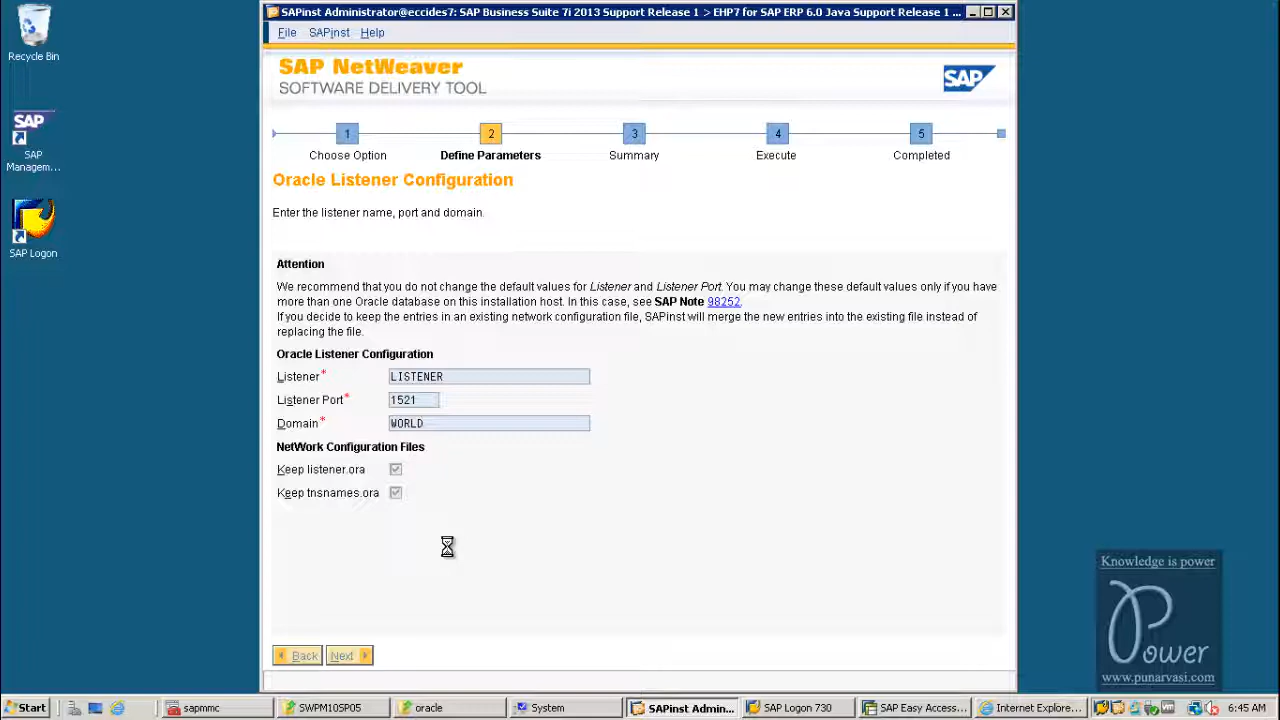 SAPinst Administrator@eccides7: SAP Business Suite 7i 2013 Support Release 1 > EHP7 for SAP ERP 6.0 Java Support Release 1 ...
Recycle Bin
SAP
SAP
Managem...
SAP Logon
File SAPinst Help
SAP NetWeaver
SOFTWARE DELIVERY TOOL
SAP
1 2 3 4 5
Choose Option Define Parameters Summary Execute Completed
Oracle Listener Configuration
Enter the listener name, port and domain.
Attention
We recommend that you do not change the default values for Listener and Listener Port. You may change these default values only if you have
more than one Oracle database on this installation host. In this case, see SAP Note 98252.
If you decide to keep the entries in an existing network configuration file, SAPinst will merge the new entries into the existing file instead of
replacing the file.
Oracle Listener Configuration
Listener* LISTENER
Listener Port* 1521
Domain* WORLD
NetWork Configuration Files
Keep listener.ora
Keep tnsnames.ora
Back Next
Knowledge is power
Power
www.punarvasi.com
Start sapmmc SWPM10SP05 oracle System SAPinst Admin... SAP Logon 730 SAP Easy Access... Internet Explorer... 6:45 AM